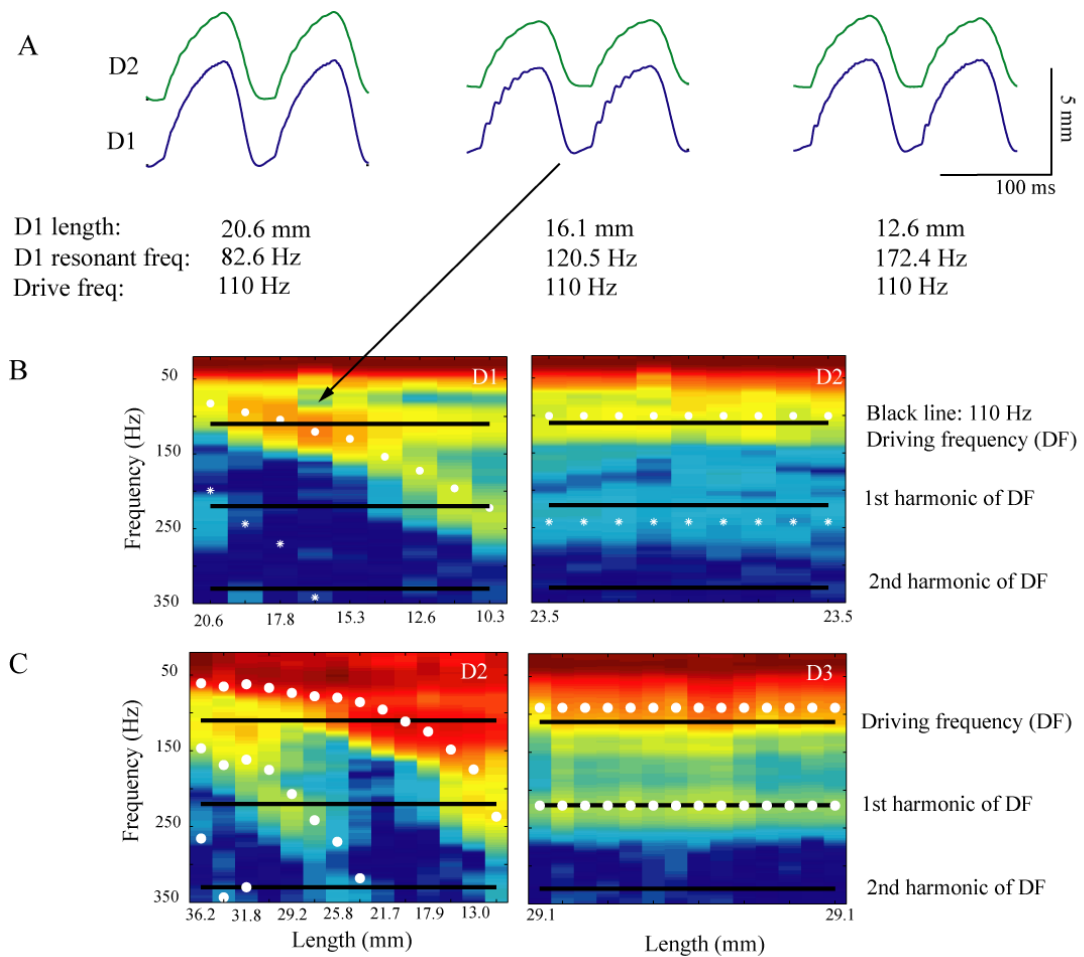 A
D2
D1
5 mm
100 ms
D1 length: 20.6 mm 16.1 mm 12.6 mm
D1 resonant freq: 82.6 Hz 120.5 Hz 172.4 Hz
Drive freq: 110 Hz 110 Hz 110 Hz
B
Frequency (Hz)
50
150
250
350
D1
20.6 17.8 15.3 12.6 10.3
D2
23.5 23.5
Black line: 110 Hz
Driving frequency (DF)
1st harmonic of DF
2nd harmonic of DF
C
Frequency (Hz)
50
150
250
350
D2
36.2 31.8 29.2 25.8 21.7 17.9 13.0
Length (mm)
D3
29.1 29.1
Length (mm)
Driving frequency (DF)
1st harmonic of DF
2nd harmonic of DF